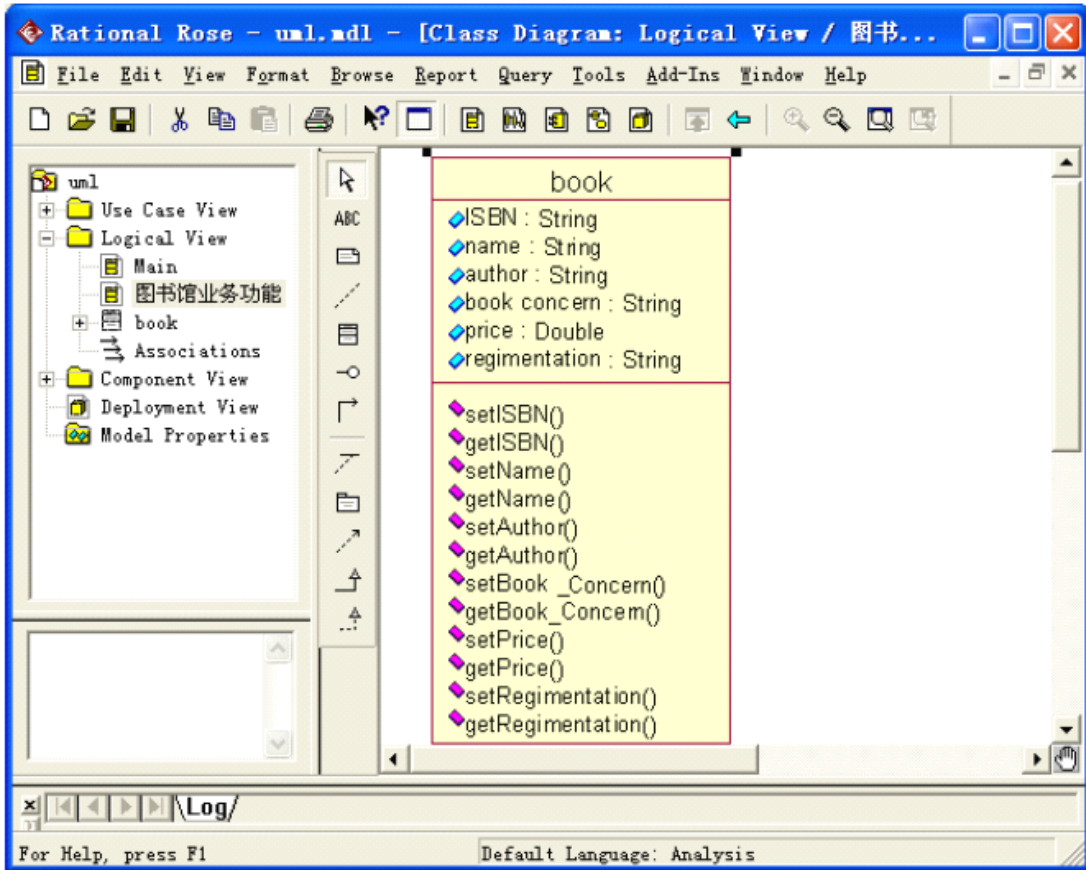 Rational Rose - uml.mdl - [Class Diagram: Logical View / 图书...
File Edit View Format Browse Report Query Tools Add-Ins Window Help
uml
Use Case View
Logical View
Main
图书馆业务功能
book
Associations
Component View
Deployment View
Model Properties
ABC
book
ISBN : String
name : String
author : String
book concern : String
price : Double
regimentation : String
setISBN()
getISBN()
setName()
getName()
setAuthor()
getAuthor()
setBook _Concern()
getBook_Concern()
setPrice()
getPrice()
setRegimentation()
getRegimentation()
Log
For Help, press F1
Default Language: Analysis